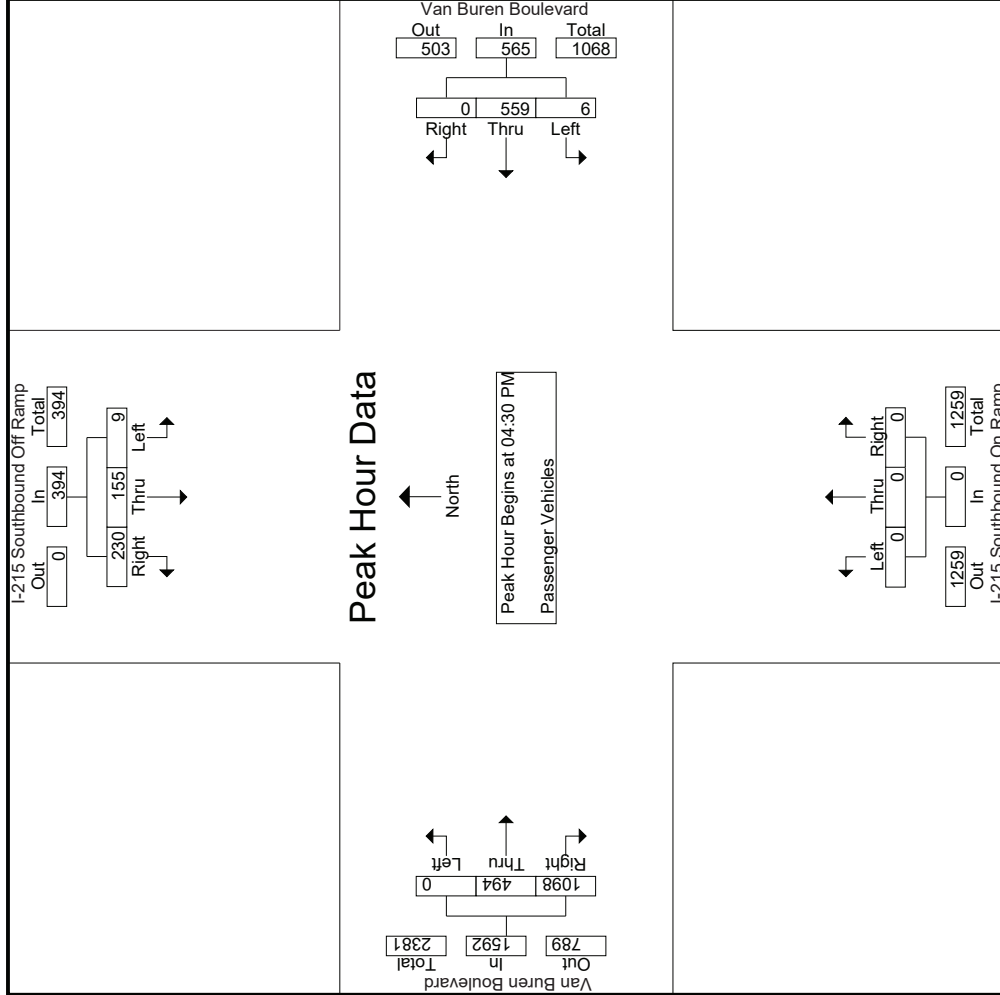 Van Buren Boulevard
Out In Total
503 565 1068
0 559 6
Right Thru Left
I-215 Southbound Off Ramp
Out In Total
0 394 394
230 155 9
Right Thru Left
Peak Hour Data
North
Peak Hour Begins at 04:30 PM
Passenger Vehicles
Left Thru Right
0 0 0
1259 0 1259
Out In Total
I-215 Southbound On Ramp
Left Thru Right
0 494 1098
2381 1592 789
Total In Out
Van Buren Boulevard